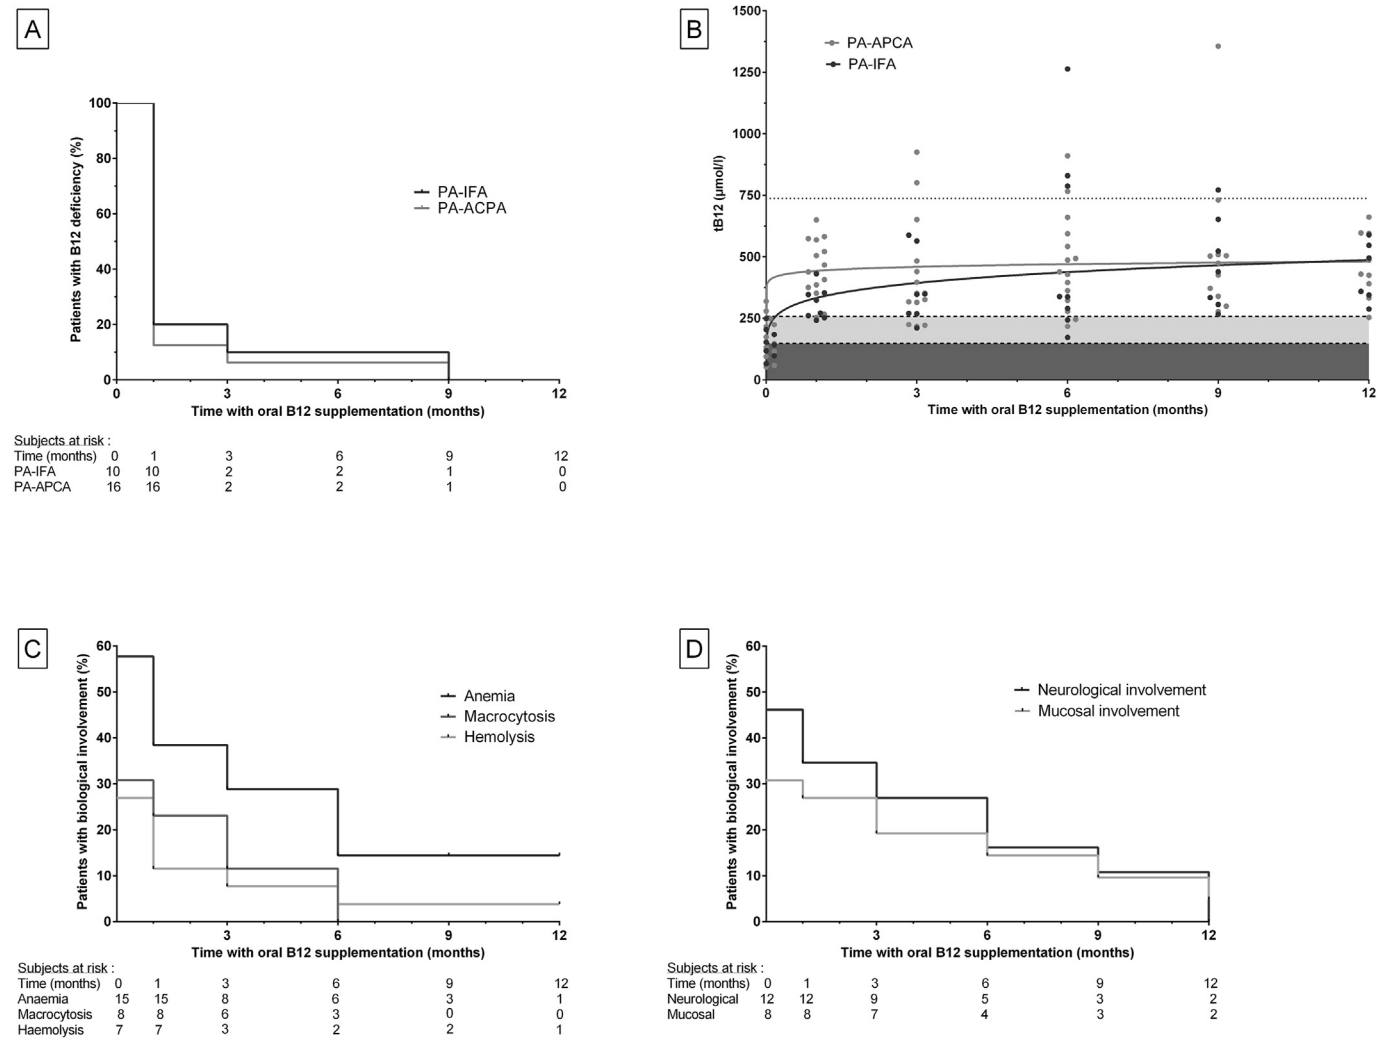 A
Patients with B12 deficiency (%)
100
80
60
40
20
0
PA-IFA
PA-ACPA
0 3 6 9 12
Time with oral B12 supplementation (months)
Subjects at risk :
Time (months) 0 1 3 6 9 12
PA-IFA 10 10 2 2 1 0
PA-APCA 16 16 2 2 1 0
B
tB12 (µmol/l)
1500
1250
1000
750
500
250
0
PA-APCA
PA-IFA
0 3 6 9 12
Time with oral B12 supplementation (months)
C
Patients with biological involvement (%)
60
50
40
30
20
10
0
Anemia
Macrocytosis
Hemolysis
3 6 9 12
Time with oral B12 supplementation (months)
Subjects at risk :
Time (months) 0 1 3 6 9 12
Anaemia 15 15 8 6 3 1
Macrocytosis 8 8 6 3 0 0
Haemolysis 7 7 3 2 2 1
D
Patients with biological involvement (%)
60
50
40
30
20
10
0
Neurological involvement
Mucosal involvement
3 6 9 12
Time with oral B12 supplementation (months)
Subjects at risk :
Time (months) 0 1 3 6 9 12
Neurological 12 12 9 5 3 2
Mucosal 8 8 7 4 3 2